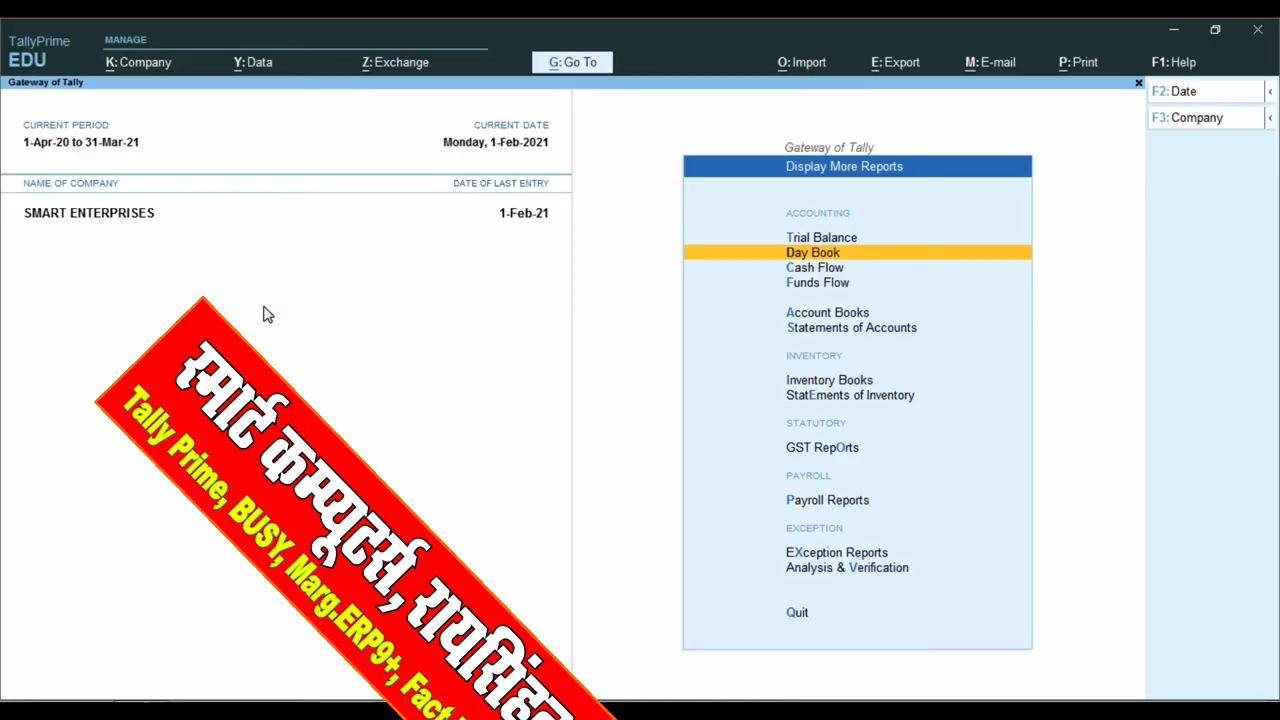 TallyPrime
EDU
MANAGE
K: Company
Y: Data
Z: Exchange
G: Go To
O: Import
E: Export
M: E-mail
P: Print
F1: Help
Gateway of Tally
CURRENT PERIOD
CURRENT DATE
1-Apr-20 to 31-Mar-21
Monday, 1-Feb-2021
NAME OF COMPANY
DATE OF LAST ENTRY
SMART ENTERPRISES
1-Feb-21
Gateway of Tally
Display More Reports
ACCOUNTING
Trial Balance
Day Book
Cash Flow
Funds Flow
Account Books
Statements of Accounts
INVENTORY
Inventory Books
StatEments of Inventory
STATUTORY
GST RepOrts
PAYROLL
Payroll Reports
EXCEPTION
EXception Reports
Analysis & Verification
Quit
F2: Date
F3: Company
स्मार्ट कम्प्यूटर्स,
Tally Prime, BUSY, Marg.ERP9+, Fact